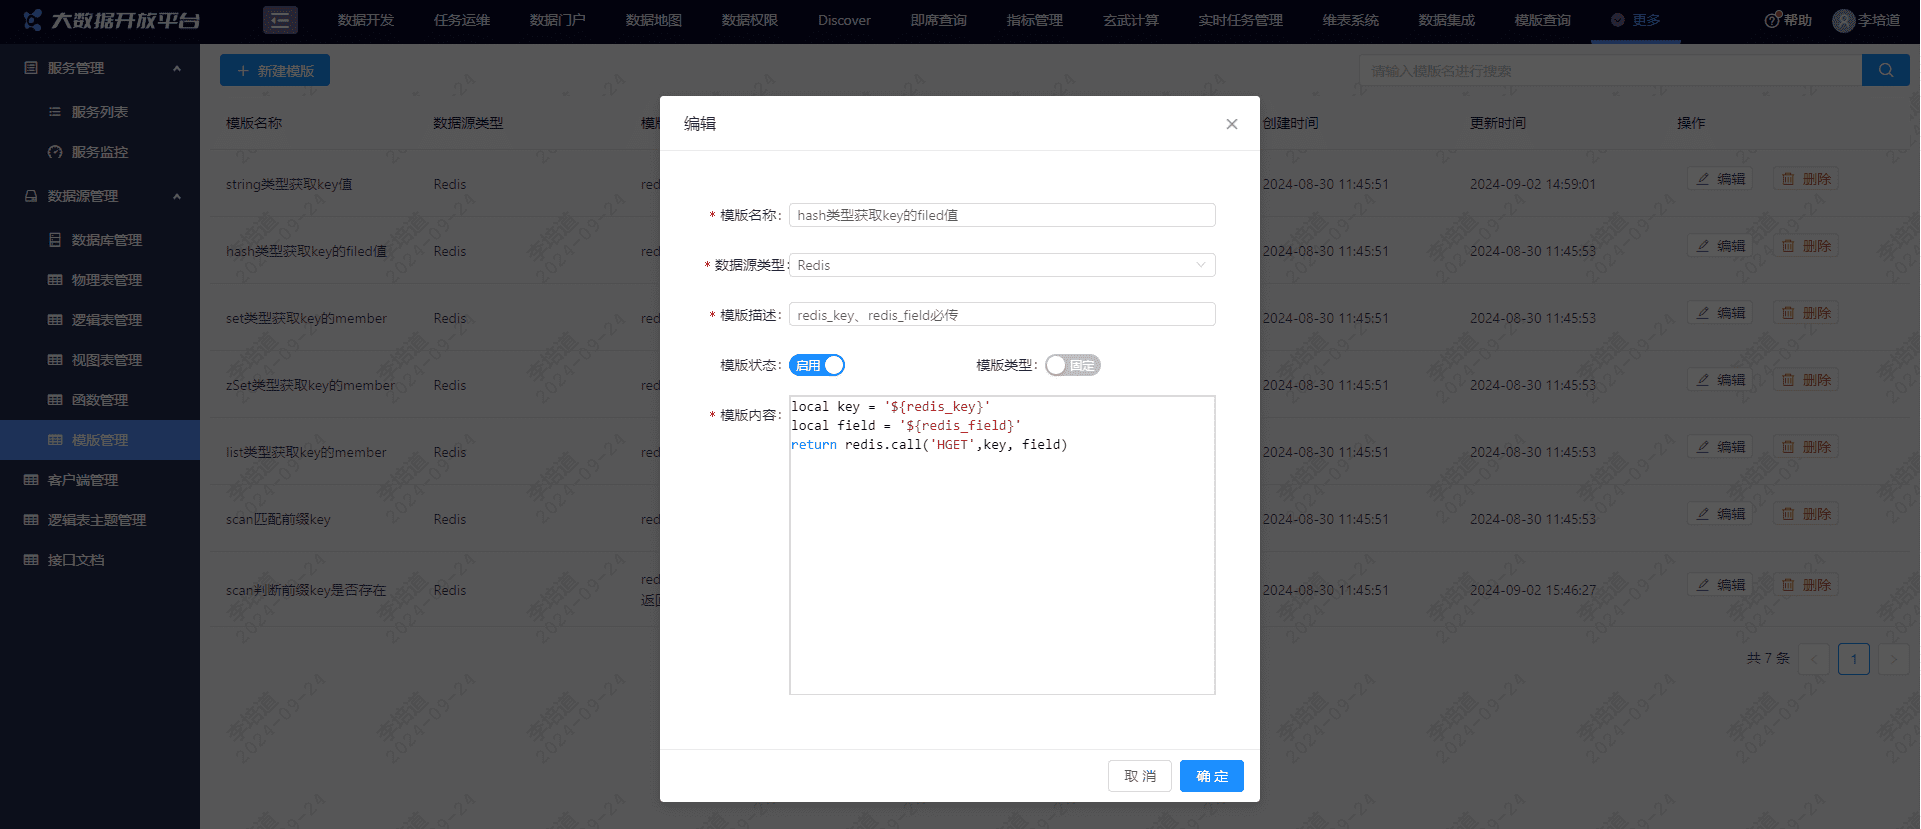 大数据开放平台
数据开发 任务运维 数据门户 数据地图 数据权限 Discover 即席查询 指标管理 玄武计算 实时任务管理 维表系统 数据集成 模版查询 更多 帮助 李培道
服务管理
服务列表
服务监控
数据源管理
数据库管理
物理表管理
逻辑表管理
视图表管理
函数管理
模版管理
客户端管理
逻辑表主题管理
接口文档
新建模版
请输入模版名进行搜索
模版名称 数据源类型 模版 创建时间 更新时间 操作
string类型获取key值 Redis red 2024-08-30 11:45:51 2024-09-02 14:59:01 编辑 删除
hash类型获取key的filed值 Redis red 2024-08-30 11:45:51 2024-08-30 11:45:53 编辑 删除
set类型获取key的member Redis red 2024-08-30 11:45:51 2024-08-30 11:45:53 编辑 删除
zSet类型获取key的member Redis red 2024-08-30 11:45:51 2024-08-30 11:45:53 编辑 删除
list类型获取key的member Redis red 2024-08-30 11:45:51 2024-08-30 11:45:53 编辑 删除
scan匹配前缀key Redis red 2024-08-30 11:45:51 2024-08-30 11:45:53 编辑 删除
scan判断前缀key是否存在 Redis red 返回 2024-08-30 11:45:51 2024-09-02 15:46:27 编辑 删除
共 7 条 < 1 >
编辑
* 模版名称: hash类型获取key的filed值
* 数据源类型: Redis
* 模版描述: redis_key、redis_field必传
模版状态: 启用 模版类型: 固定
* 模版内容:
local key = '${redis_key}'
local field = '${redis_field}'
return redis.call('HGET',key, field)
取 消 确 定
李培道
2024-09-24